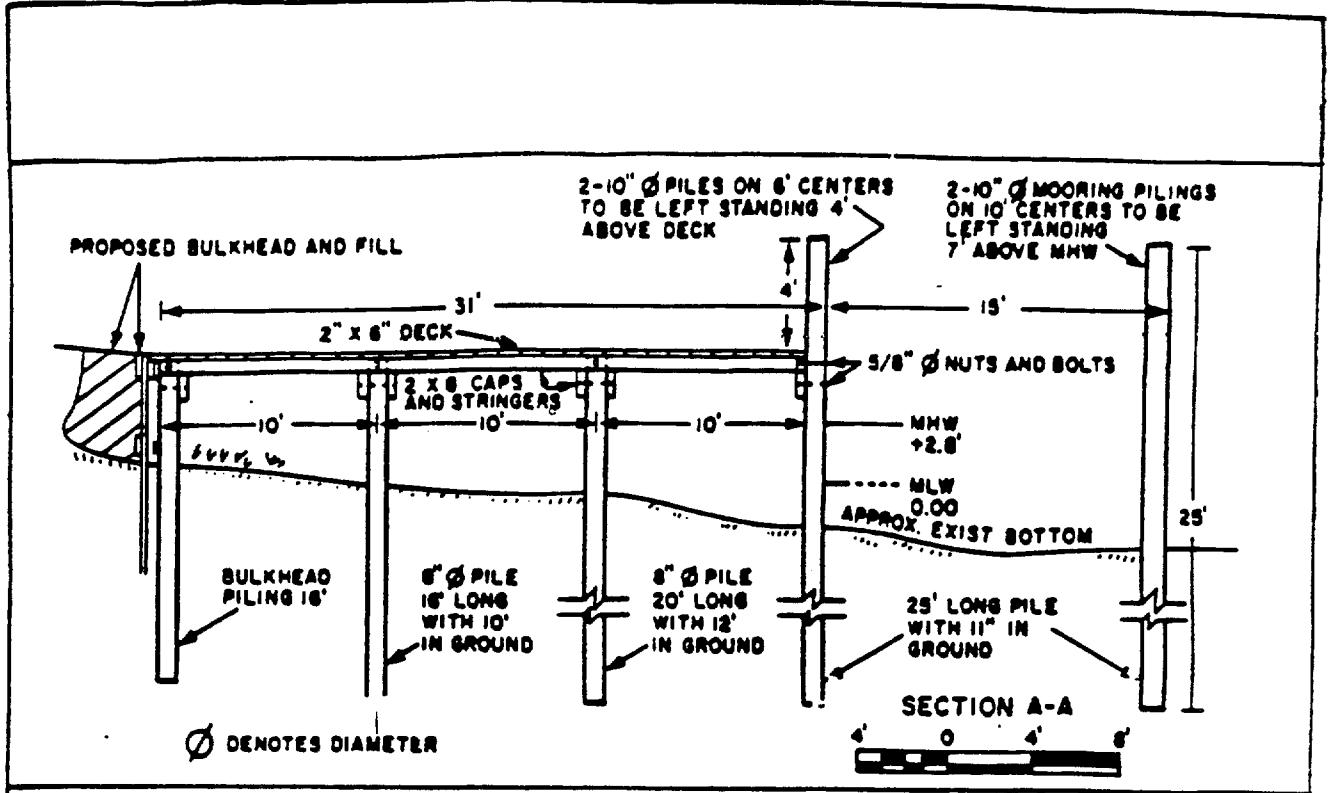 2-10" Ø PILES ON 6' CENTERS
TO BE LEFT STANDING 4'
ABOVE DECK
2-10" Ø MOORING PILINGS
ON 10' CENTERS TO BE
LEFT STANDING
7' ABOVE MHW
PROPOSED BULKHEAD AND FILL
4'
31'
15'
2" X 6" DECK
5/8" Ø NUTS AND BOLTS
2 X 8 CAPS
AND STRINGERS
10'
10'
10'
MHW
+2.8'
MLW
0.00
APPROX. EXIST BOTTOM
25'
BULKHEAD
PILING 16'
8" Ø PILE
16' LONG
WITH 10'
IN GROUND
8" Ø PILE
20' LONG
WITH 12'
IN GROUND
25' LONG PILE
WITH 11" IN
GROUND
SECTION A-A
4' 0 4' 8'
Ø DENOTES DIAMETER